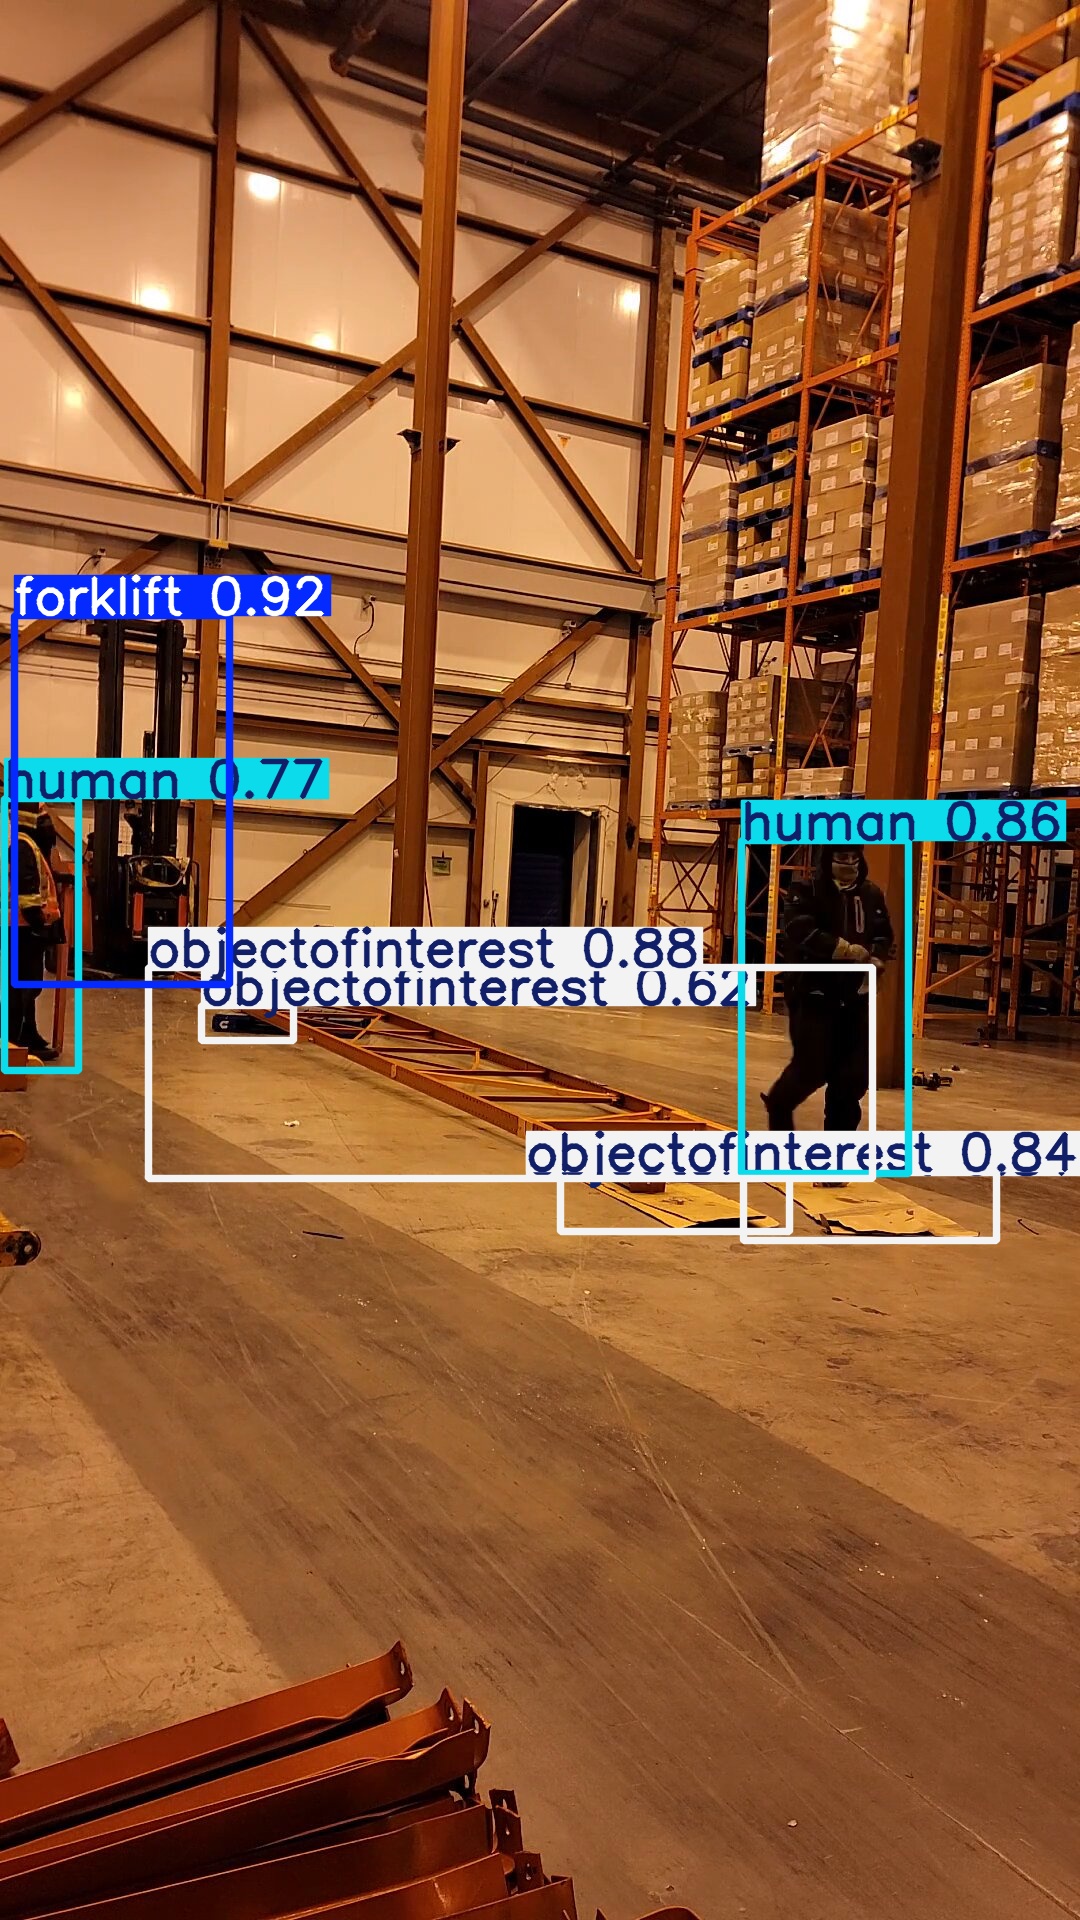 forklift 0.92
human 0.77
human 0.86
objectofinterest 0.88
objectofinterest 0.62
objectofinterest 0.84